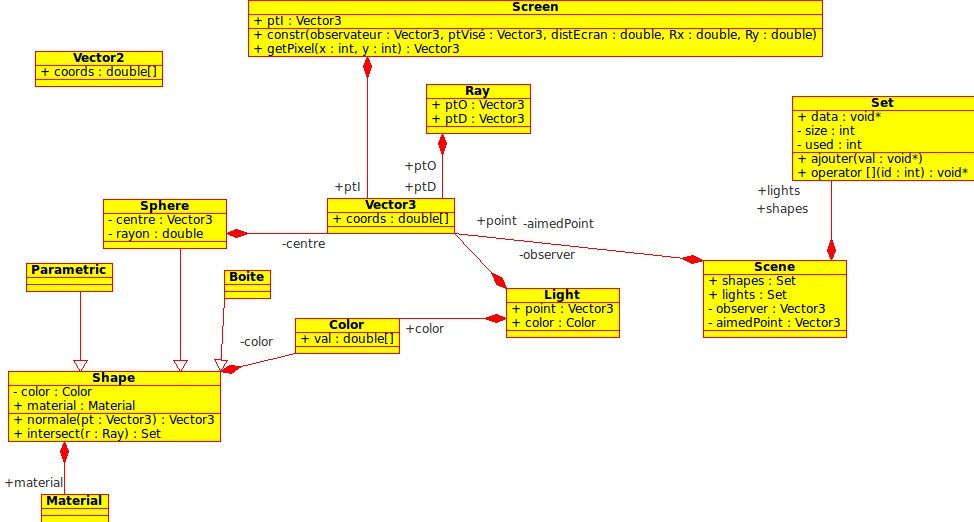 Screen
+ ptI : Vector3
+ constr(observateur : Vector3, ptVisé : Vector3, distEcran : double, Rx : double, Ry : double)
+ getPixel(x : int, y : int) : Vector3
Vector2
+ coords : double[]
Ray
+ ptO : Vector3
+ ptD : Vector3
Set
+ data : void*
- size : int
- used : int
+ ajouter(val : void*)
+ operator [](id : int) : void*
+ptO
+ptI
+ptD
+lights
+shapes
Sphere
- centre : Vector3
- rayon : double
Vector3
+ coords : double[]
+point
-aimedPoint
-centre
-observer
Parametric
Boite
Scene
+ shapes : Set
+ lights : Set
- observer : Vector3
- aimedPoint : Vector3
Light
+ point : Vector3
+ color : Color
Color
+ val : double[]
+color
-color
Shape
- color : Color
+ material : Material
+ normale(pt : Vector3) : Vector3
+ intersect(r : Ray) : Set
+material
Material